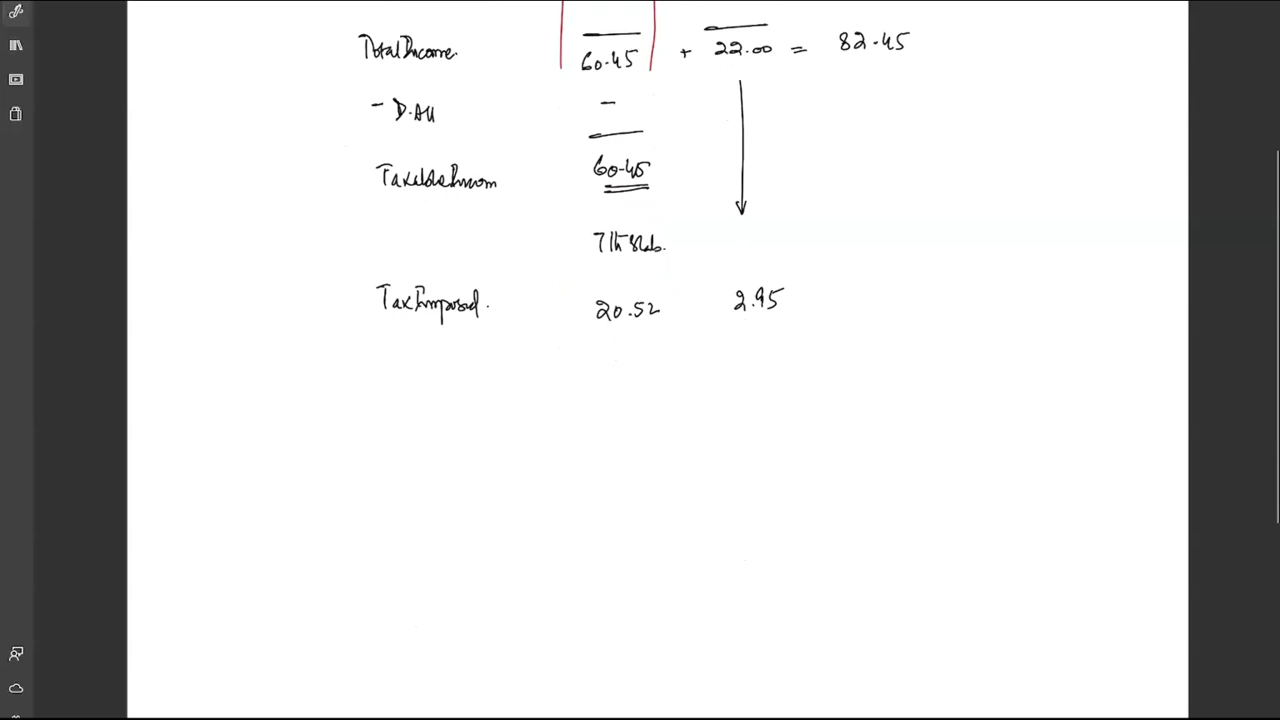 Total Income. 60.45 + 22.00 = 82.45
- D.All -
Taxable Incom 60.45
7th Slab.
Tax Imposed. 20.52 2.95